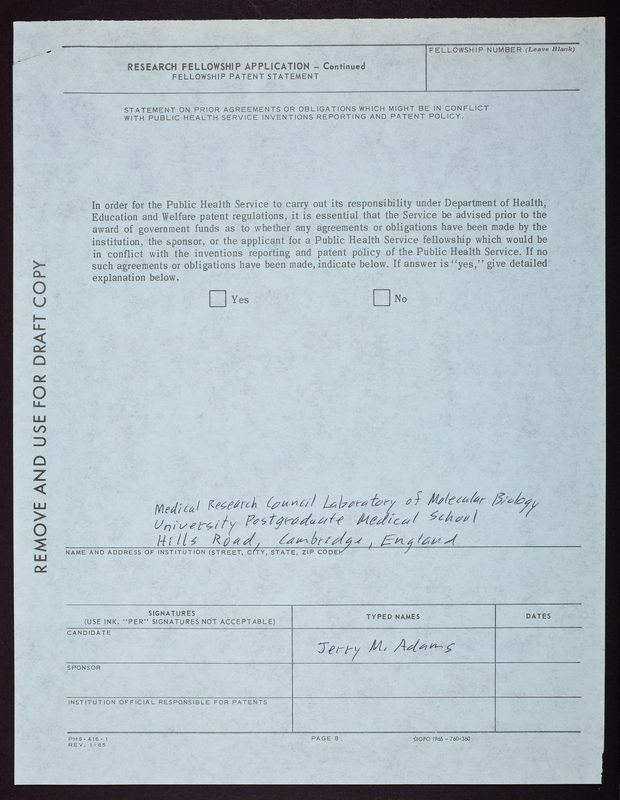 FELLOWSHIP NUMBER (Leave Blank)
RESEARCH FELLOWSHIP APPLICATION – Continued
FELLOWSHIP PATENT STATEMENT
STATEMENT ON PRIOR AGREEMENTS OR OBLIGATIONS WHICH MIGHT BE IN CONFLICT
WITH PUBLIC HEALTH SERVICE INVENTIONS REPORTING AND PATENT POLICY.
In order for the Public Health Service to carry out its responsibility under Department of Health,
Education and Welfare patent regulations, it is essential that the Service be advised prior to the
award of government funds as to whether any agreements or obligations have been made by the
institution, the sponsor, or the applicant for a Public Health Service fellowship which would be
in conflict with the inventions reporting and patent policy of the Public Health Service. If no
such agreements or obligations have been made, indicate below. If answer is "yes," give detailed
explanation below.
Yes
No
REMOVE AND USE FOR DRAFT COPY
Medical Research Council Laboratory of Molecular Biology
University Postgraduate Medical School
Hills Road, Cambridge, England
NAME AND ADDRESS OF INSTITUTION (STREET, CITY, STATE, ZIP CODE)
SIGNATURES
(USE INK. "PER" SIGNATURES NOT ACCEPTABLE)
TYPED NAMES
DATES
CANDIDATE
Jerry M. Adams
SPONSOR
INSTITUTION OFFICIAL RESPONSIBLE FOR PATENTS
PHS-416-1
REV. 1-65
PAGE 8
☆GPO 1965 – 760-360